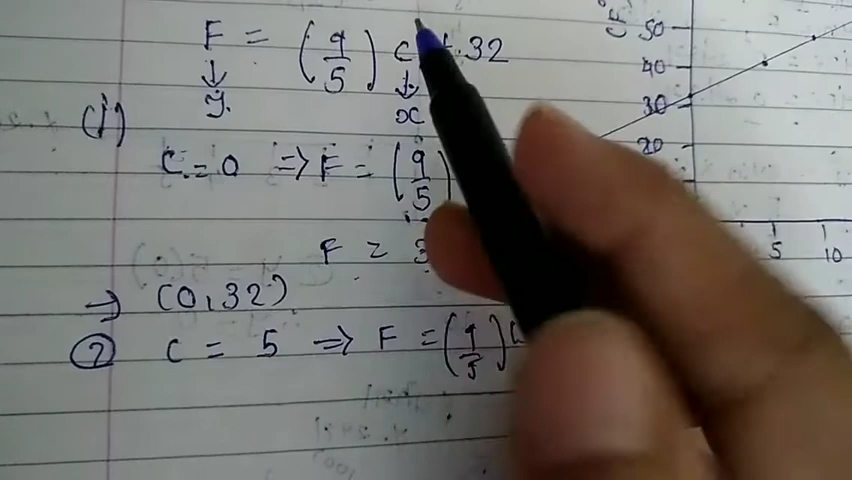 F = (9/5) C + 32
↓ ↓
(i) y. x
C = 0 ⇒ F = (9/5)
F = 3
→ (0,32)
② C = 5 ⇒ F = (9/5)
°F
50
40
30
20
5 10